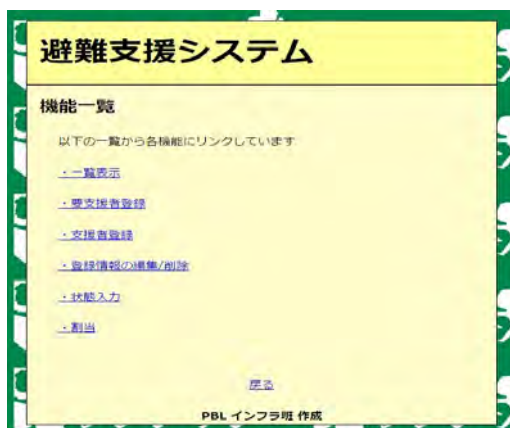 避難支援システム
機能一覧
以下の一覧から各機能にリンクしています
・一覧表示
・要支援者登録
・支援者登録
・登録情報の編集/削除
・状態入力
・割当
戻る
PBL インフラ班 作成